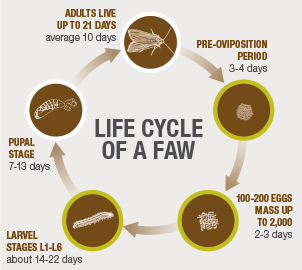 ADULTS LIVE
UP TO 21 DAYS
average 10 days
PRE-OVIPOSITION
PERIOD
3-4 days
LIFE CYCLE
OF A FAW
PUPAL
STAGE
7-13 days
100-200 EGGS
MASS UP
TO 2,000
2-3 days
LARVEL
STAGES L1-L6
about 14-22 days